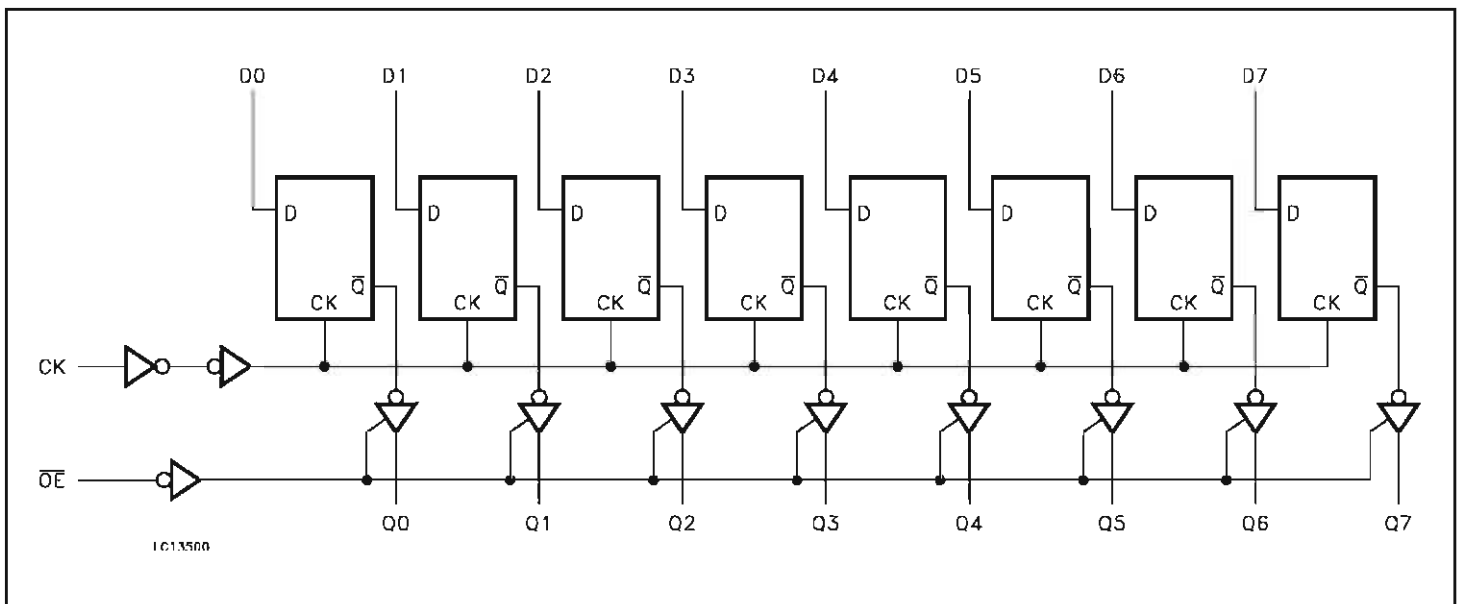 D0 D1 D2 D3 D4 D5 D6 D7
D D D D D D D D
Q̅ Q̅ Q̅ Q̅ Q̅ Q̅ Q̅ Q̅
CK CK CK CK CK CK CK CK
CK
O̅E̅
Q0 Q1 Q2 Q3 Q4 Q5 Q6 Q7
LC13500